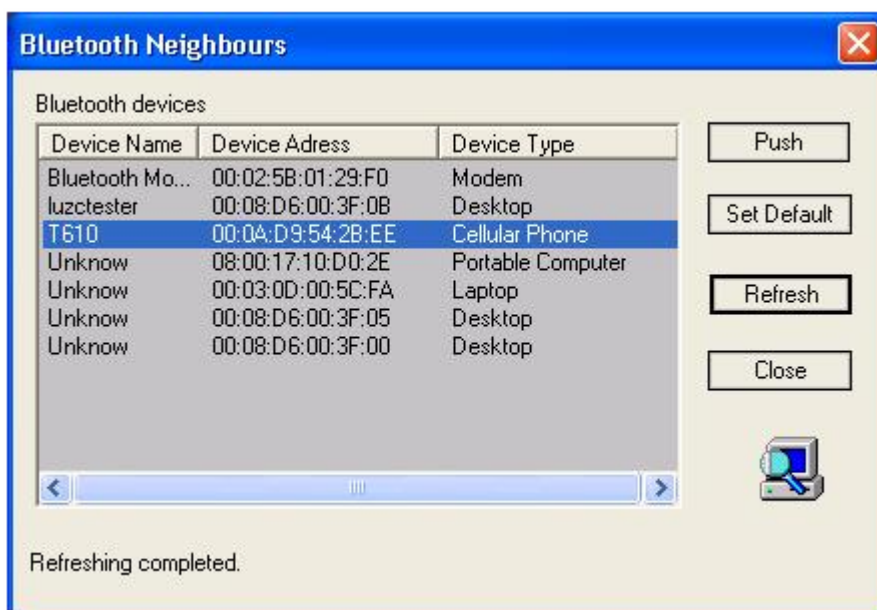 Bluetooth Neighbours
Bluetooth devices
Device Name Device Adress Device Type
Bluetooth Mo... 00:02:5B:01:29:F0 Modem
luzctester 00:08:D6:00:3F:0B Desktop
T610 00:0A:D9:54:2B:EE Cellular Phone
Unknow 08:00:17:10:D0:2E Portable Computer
Unknow 00:03:0D:00:5C:FA Laptop
Unknow 00:08:D6:00:3F:05 Desktop
Unknow 00:08:D6:00:3F:00 Desktop
Push
Set Default
Refresh
Close
Refreshing completed.